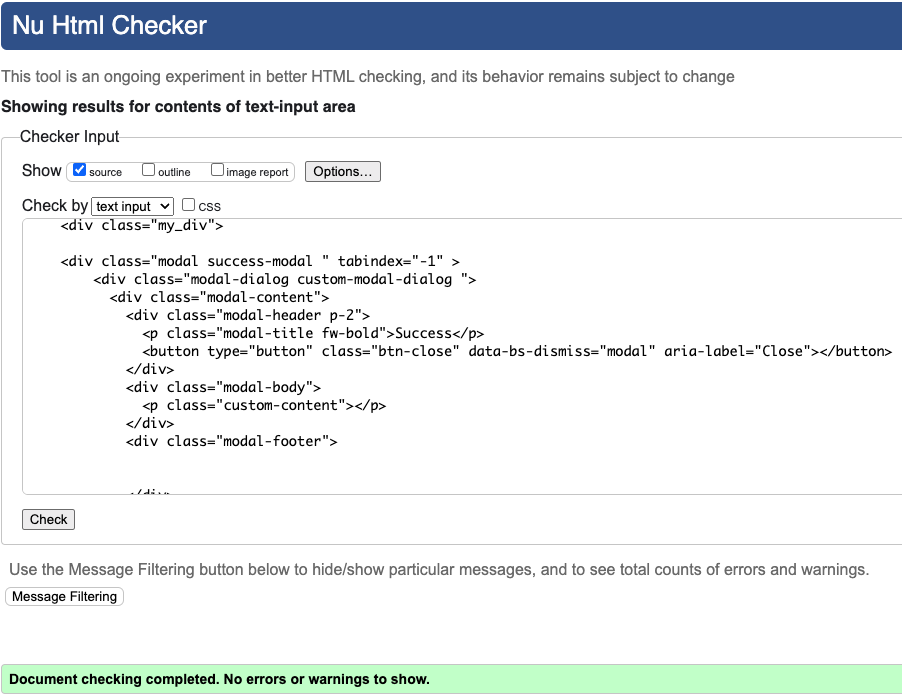 Nu Html Checker
This tool is an ongoing experiment in better HTML checking, and its behavior remains subject to change
Showing results for contents of text-input area
Checker Input
Show source outline image report Options...
Check by text input CSS
<div class="my_div">
<div class="modal success-modal " tabindex="-1" >
<div class="modal-dialog custom-modal-dialog ">
<div class="modal-content">
<div class="modal-header p-2">
<p class="modal-title fw-bold">Success</p>
<button type="button" class="btn-close" data-bs-dismiss="modal" aria-label="Close"></button>
</div>
<div class="modal-body">
<p class="custom-content"></p>
</div>
<div class="modal-footer">
</div>
Check
Use the Message Filtering button below to hide/show particular messages, and to see total counts of errors and warnings.
Message Filtering
Document checking completed. No errors or warnings to show.